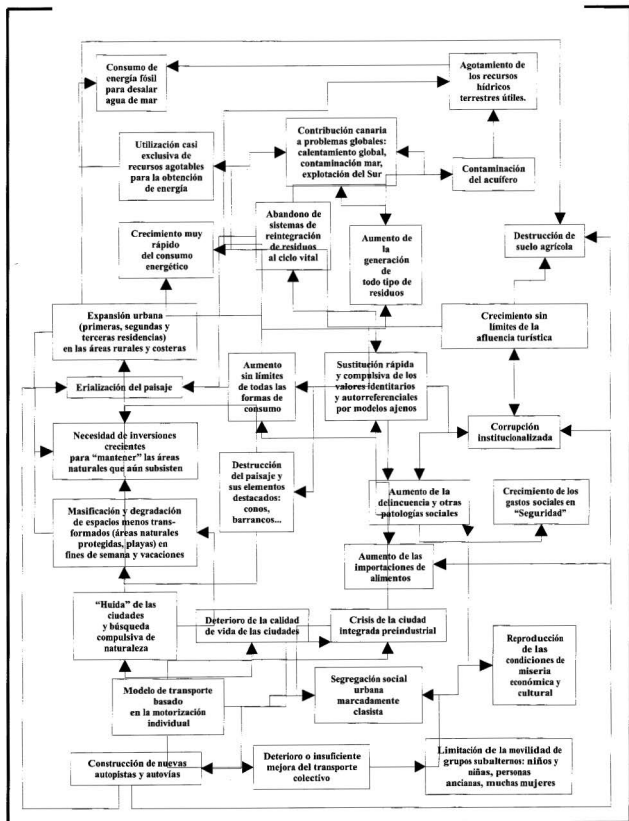 Consumo de
energía fósil
para desalar
agua de mar
Agotamiento de
los recursos
hídricos
terrestres útiles.
Utilización casi
exclusiva de
recursos agotables
para la obtención
de energía
Contribución canaria
a problemas globales:
calentamiento global,
contaminación mar,
explotación del Sur
Contaminación
del acuífero
Crecimiento muy
rápido
del consumo
energético
Abandono de
sistemas de
reintegración
de residuos
al ciclo vital
Aumento de
la
generación
de
todo tipo de
residuos
Destrucción de
suelo agrícola
Expansión urbana
(primeras, segundas y
terceras residencias)
en las áreas rurales y costeras
Crecimiento sin
límites de la
afluencia turística
Erialización del paisaje
Aumento
sin límites
de todas las
formas de
consumo
Sustitución rápida
y compulsiva de los
valores identitarios
y autorreferenciales
por modelos ajenos
Necesidad de inversiones
crecientes
para “mantener” las áreas
naturales que aún subsisten
Corrupción
institucionalizada
Destrucción
del paisaje y
sus elementos
destacados:
conos,
barrancos...
Aumento de la
delincuencia y otras
patologías sociales
Crecimiento de los
gastos sociales en
“Seguridad”
Masificación y degradación
de espacios menos trans-
formados (áreas naturales
protegidas, playas) en
fines de semana y vacaciones
Aumento de las
importaciones de
alimentos
“Huida” de las
ciudades
y búsqueda
compulsiva de
naturaleza
Deterioro de la calidad
de vida de las ciudades
Crisis de la ciudad
integrada preindustrial
Reproducción
de las
condiciones de
miseria
económica y
cultural
Modelo de transporte
basado
en la motorización
individual
Segregación social
urbana
marcadamente
clasista
Construcción de nuevas
autopistas y autovías
Deterioro o insuficiente
mejora del transporte
colectivo
Limitación de la movilidad de
grupos subalternos: niños y
niñas, personas
ancianas, muchas mujeres